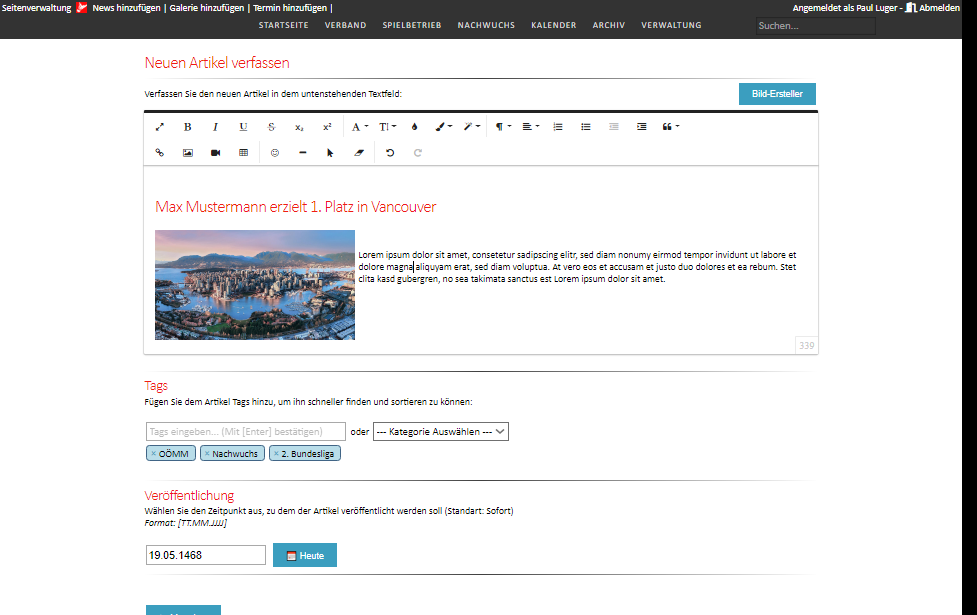 Seitenverwaltung News hinzufügen | Galerie hinzufügen | Termin hinzufügen | Angemeldet als Paul Luger - Abmelden
STARTSEITE VERBAND SPIELBETRIEB NACHWUCHS KALENDER ARCHIV VERWALTUNG Suchen...
Neuen Artikel verfassen
Verfassen Sie den neuen Artikel in dem untenstehenden Textfeld: Bild-Ersteller
Max Mustermann erzielt 1. Platz in Vancouver
Lorem ipsum dolor sit amet, consetetur sadipscing elitr, sed diam nonumy eirmod tempor invidunt ut labore et
dolore magna aliquyam erat, sed diam voluptua. At vero eos et accusam et justo duo dolores et ea rebum. Stet
clita kasd gubergren, no sea takimata sanctus est Lorem ipsum dolor sit amet.
339
Tags
Fügen Sie dem Artikel Tags hinzu, um ihn schneller finden und sortieren zu können:
Tags eingeben... (Mit [Enter] bestätigen) oder --- Kategorie Auswählen ---
× OÖMM × Nachwuchs × 2. Bundesliga
Veröffentlichung
Wählen Sie den Zeitpunkt aus, zu dem der Artikel veröffentlicht werden soll (Standart: Sofort)
Format: [TT.MM.JJJJ]
19.05.1468 Heute